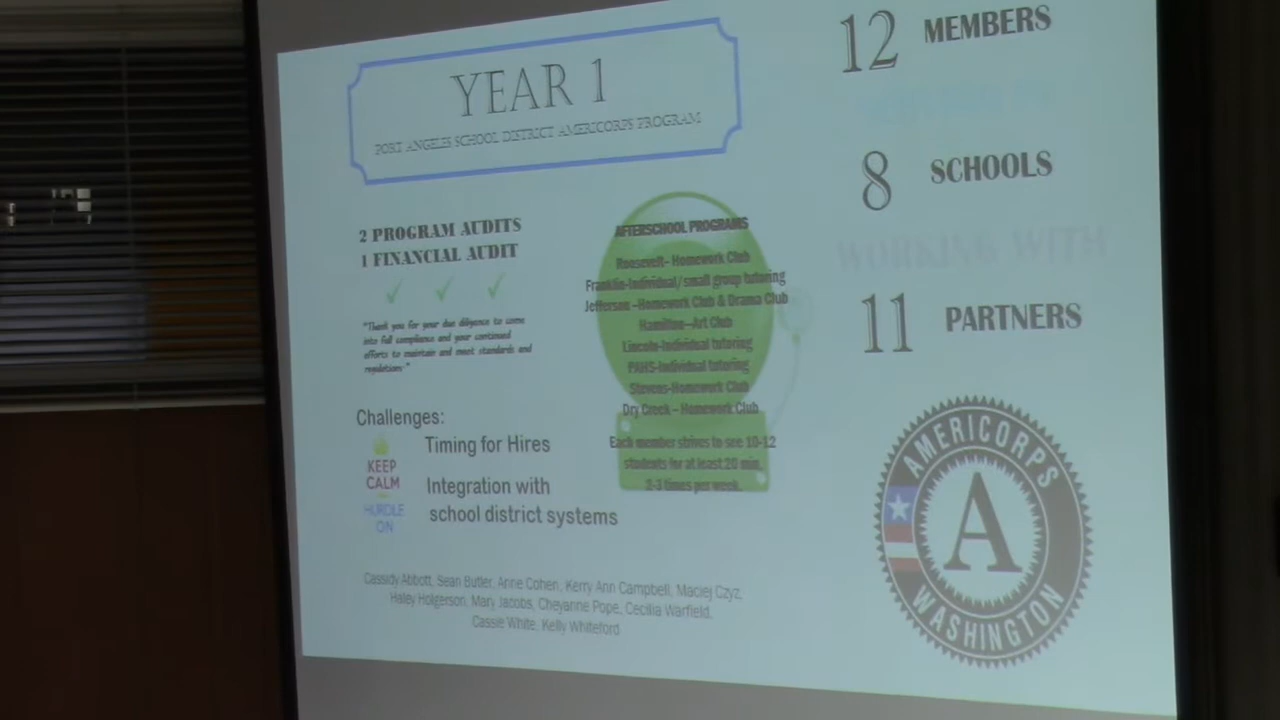 YEAR 1
PORT ANGELES SCHOOL DISTRICT AMERICORPS PROGRAM
2 PROGRAM AUDITS
1 FINANCIAL AUDIT
"Thank you for your due diligence to come
into full compliance and your continued
efforts to maintain and meet standards and
regulations"
Challenges:
KEEP
CALM
HURDLE
ON
Timing for Hires
Integration with
school district systems
AFTERSCHOOL PROGRAMS
Roosevelt- Homework Club
Franklin-Individual/small group tutoring
Jefferson -Homework Club & Drama Club
Hamilton-Art Club
Lincoln-Individual tutoring
PAHS-Individual tutoring
Stevens-Homework Club
Dry Creek - Homework Club
Each member strives to see 10-12
students for at least 20 min,
2-3 times per week.
12 MEMBERS
8 SCHOOLS
WORKING WITH
11 PARTNERS
AMERICORPS
A
WASHINGTON
Cassidy Abbott, Sean Butler, Anne Cohen, Kerry Ann Campbell, Maciej Czyz,
Haley Holgerson, Mary Jacobs, Cheyanne Pope, Cecilia Warfield,
Cassie White, Kelly Whiteford